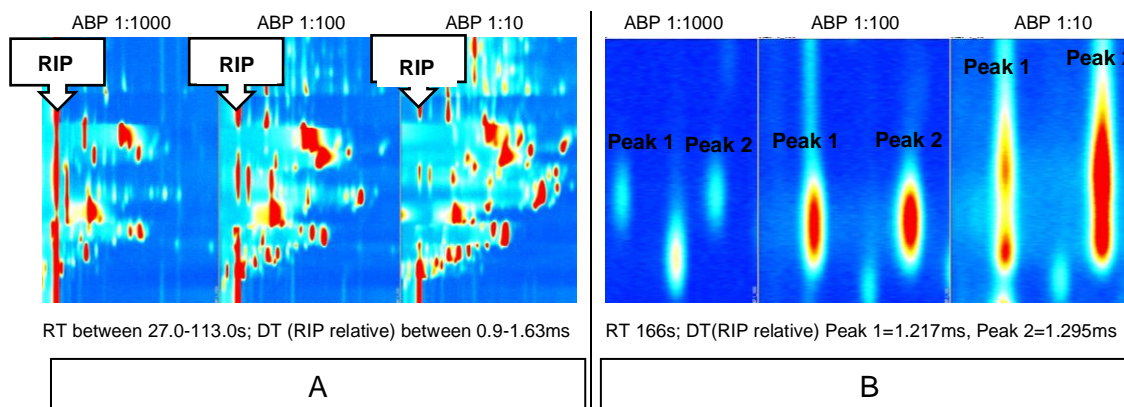 ABP 1:1000 ABP 1:100 ABP 1:10
RIP RIP RIP
RT between 27.0-113.0s; DT (RIP relative) between 0.9-1.63ms
A
ABP 1:1000 ABP 1:100 ABP 1:10
Peak 1 Peak 2 Peak 1 Peak 2 Peak 1 Peak
RT 166s; DT(RIP relative) Peak 1=1.217ms, Peak 2=1.295ms
B